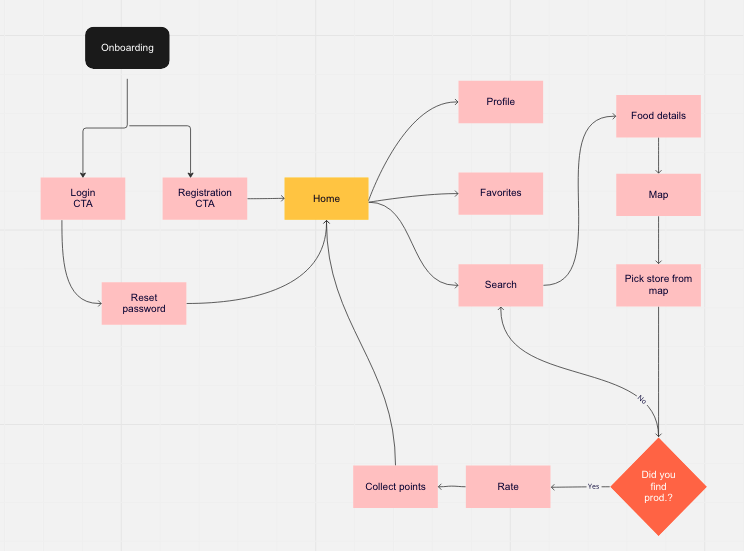 Onboarding
Profile
Food details
Login
CTA
Registration
CTA
Home
Favorites
Map
Search
Pick store from
map
Reset
password
No
Did you
find
prod.?
Yes
Rate
Collect points